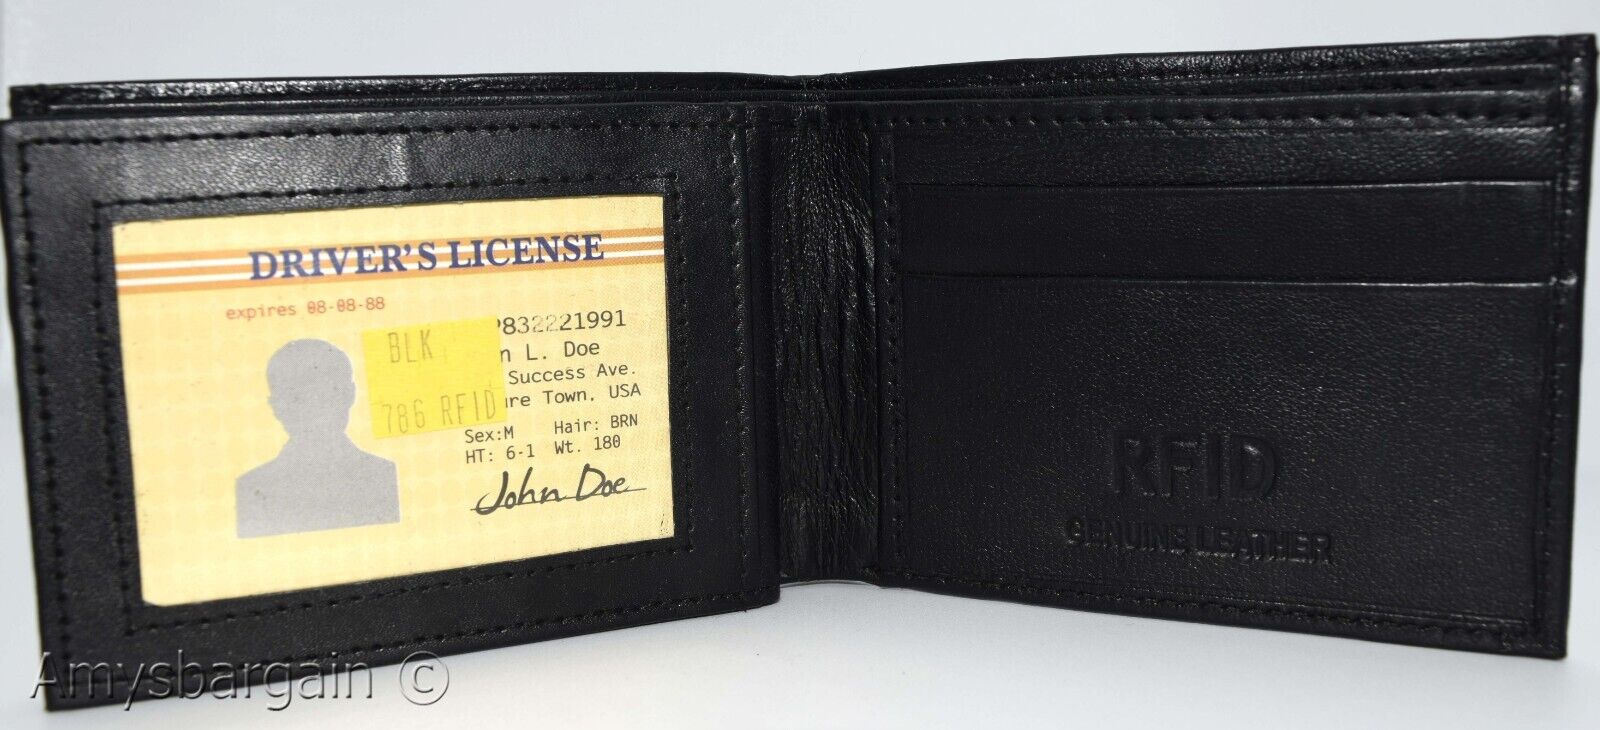 DRIVER'S LICENSE
expires 08-08-88
832221991
BLK
L. Doe
Success Ave.
Town, USA
786 RFID
Sex:M Hair: BRN
HT: 6-1 Wt. 180
John Doe
RFID
GENUINE LEATHER
Amysbargain ©